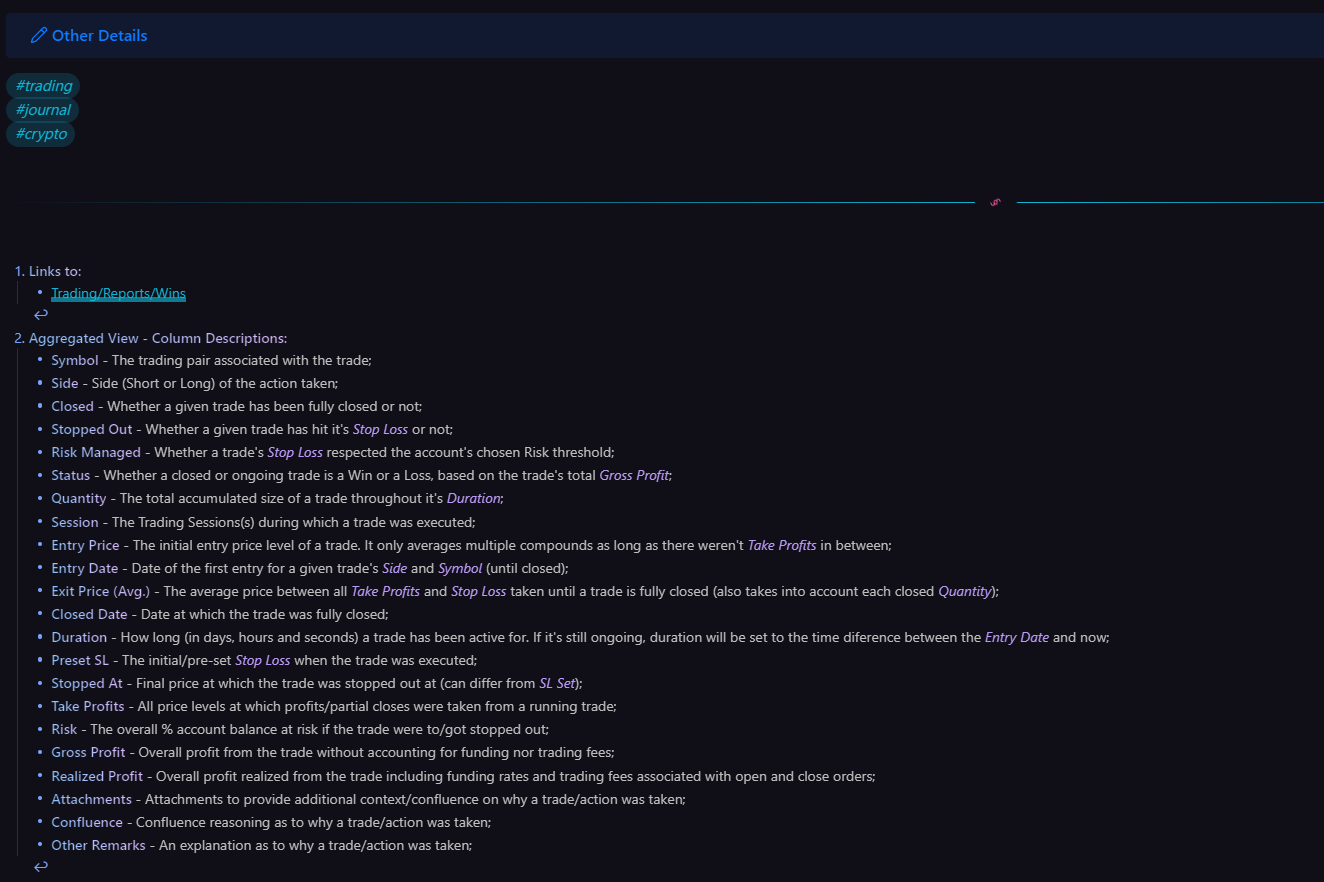 Other Details
#trading
#journal
#crypto
1. Links to:
• Trading/Reports/Wins
↩
2. Aggregated View - Column Descriptions:
• Symbol - The trading pair associated with the trade;
• Side - Side (Short or Long) of the action taken;
• Closed - Whether a given trade has been fully closed or not;
• Stopped Out - Whether a given trade has hit it's Stop Loss or not;
• Risk Managed - Whether a trade's Stop Loss respected the account's chosen Risk threshold;
• Status - Whether a closed or ongoing trade is a Win or a Loss, based on the trade's total Gross Profit;
• Quantity - The total accumulated size of a trade throughout it's Duration;
• Session - The Trading Sessions(s) during which a trade was executed;
• Entry Price - The initial entry price level of a trade. It only averages multiple compounds as long as there weren't Take Profits in between;
• Entry Date - Date of the first entry for a given trade's Side and Symbol (until closed);
• Exit Price (Avg.) - The average price between all Take Profits and Stop Loss taken until a trade is fully closed (also takes into account each closed Quantity);
• Closed Date - Date at which the trade was fully closed;
• Duration - How long (in days, hours and seconds) a trade has been active for. If it's still ongoing, duration will be set to the time diference between the Entry Date and now;
• Preset SL - The initial/pre-set Stop Loss when the trade was executed;
• Stopped At - Final price at which the trade was stopped out at (can differ from SL Set);
• Take Profits - All price levels at which profits/partial closes were taken from a running trade;
• Risk - The overall % account balance at risk if the trade were to/got stopped out;
• Gross Profit - Overall profit from the trade without accounting for funding nor trading fees;
• Realized Profit - Overall profit realized from the trade including funding rates and trading fees associated with open and close orders;
• Attachments - Attachments to provide additional context/confluence on why a trade/action was taken;
• Confluence - Confluence reasoning as to why a trade/action was taken;
• Other Remarks - An explanation as to why a trade/action was taken;
↩